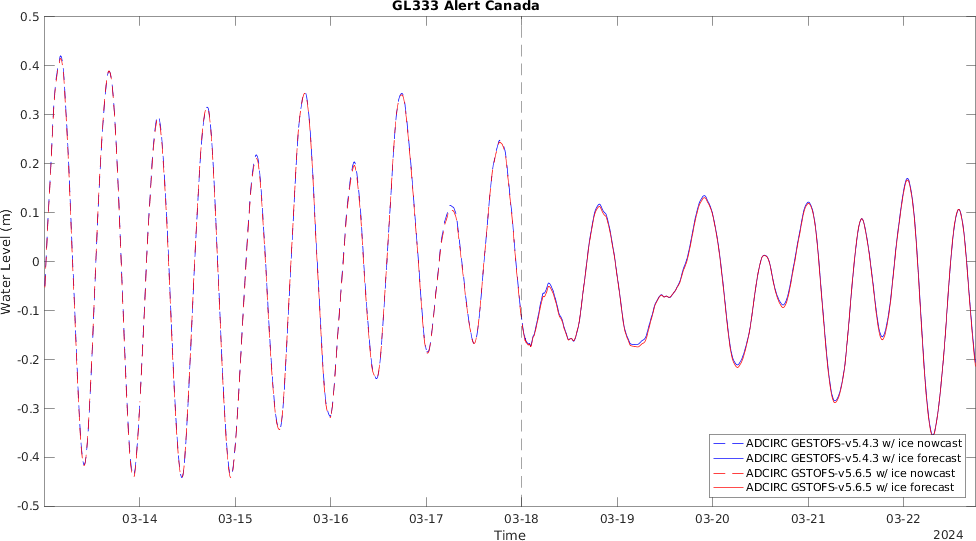 GL333 Alert Canada
0.5
0.4
0.3
0.2
0.1
0
-0.1
-0.2
-0.3
-0.4
-0.5
Water Level (m)
ADCIRC GESTOFS-v5.4.3 w/ ice nowcast
ADCIRC GESTOFS-v5.4.3 w/ ice forecast
ADCIRC GSTOFS-v5.6.5 w/ ice nowcast
ADCIRC GSTOFS-v5.6.5 w/ ice forecast
03-14 03-15 03-16 03-17 03-18 03-19 03-20 03-21 03-22
Time
2024